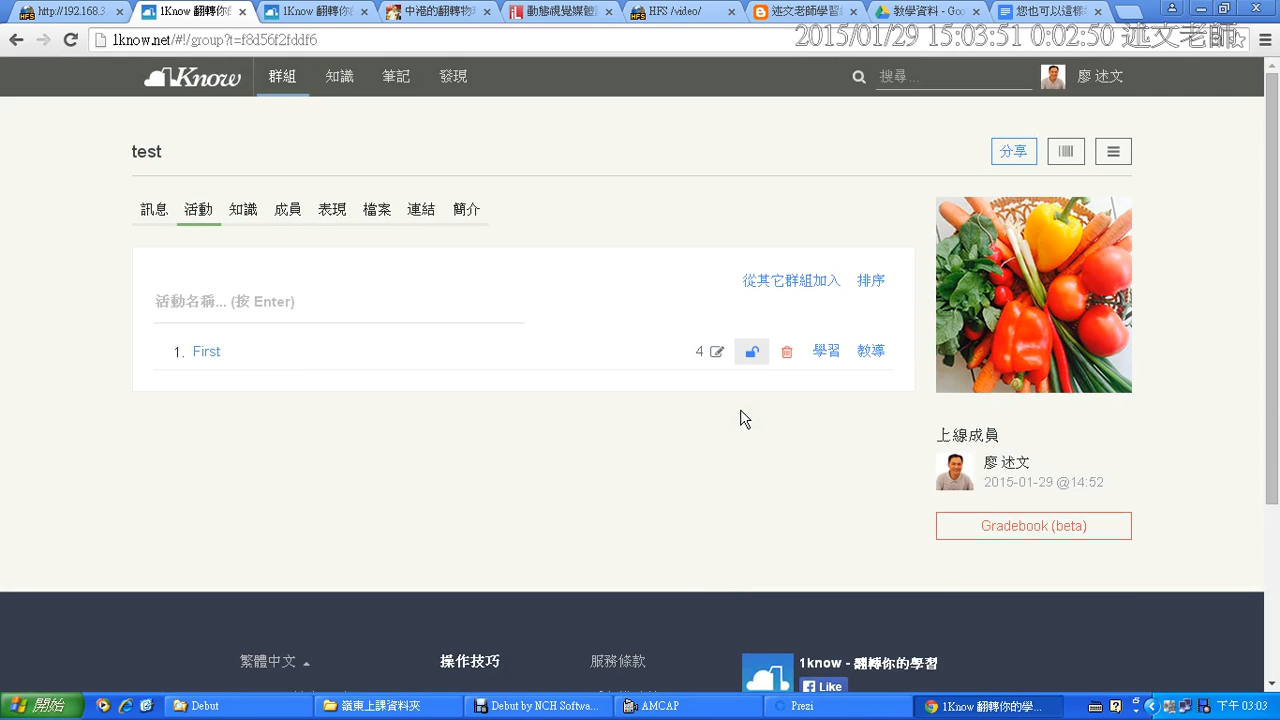 http://192.168.3
1Know 翻轉你的
1Know 翻轉你的
中禮的翻轉物理
動態視覺媒體
HFS /video/
述文老師學習
教學資料 - Goo
您也可以這樣
1know.net/#!/group?t=f8d56f2fddf6
2015/01/29 15:03:51 0:02:50 述文老師
1Know
群組
知識
筆記
發現
搜尋...
廖 述文
test
分享
訊息
活動
知識
成員
表現
檔案
連結
簡介
從其它群組加入
排序
活動名稱... (按 Enter)
1. First
4
學習
教導
上線成員
廖 述文
2015-01-29 @14:52
Gradebook (beta)
繁體中文
操作技巧
服務條款
1know - 翻轉你的學習
Like
開始
Debut
嶺東上課資料夾
Debut by NCH Softwa...
AMCAP
Prezi
1Know 翻轉你的學...
下午 03:03